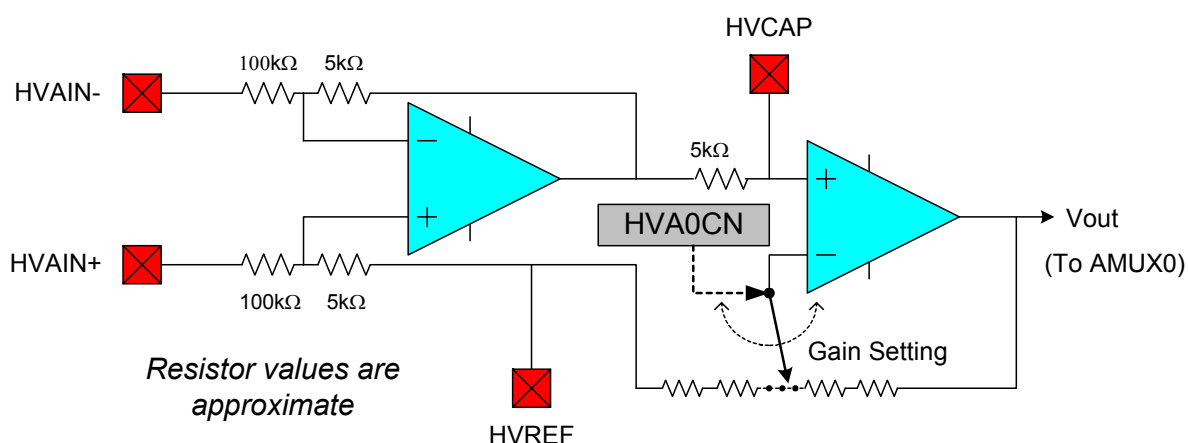 HVCAP
100kΩ
5kΩ
HVAIN-
−
5kΩ
+
+
HVA0CN
Vout
HVAIN+
−
(To AMUX0)
100kΩ
5kΩ
Gain Setting
Resistor values are
approximate
HVREF